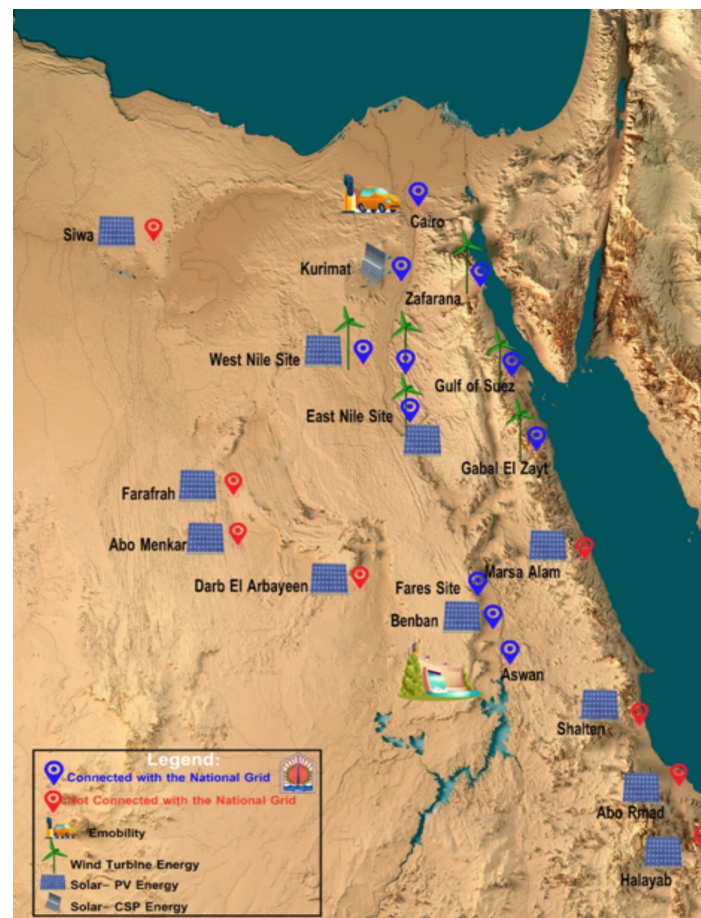 Cairo
Siwa
Kurimat
Zafarana
West Nile Site
Gulf of Suez
East Nile Site
Gabal El Zayt
Farafrah
Abo Menkar
Marsa Alam
Darb El Arbayeen
Fares Site
Benban
Aswan
Shalten
Abo Rmad
Halayab
Legend:
Connected with the National Grid
Not Connected with the National Grid
Emobility
Wind Turbine Energy
Solar- PV Energy
Solar- CSP Energy